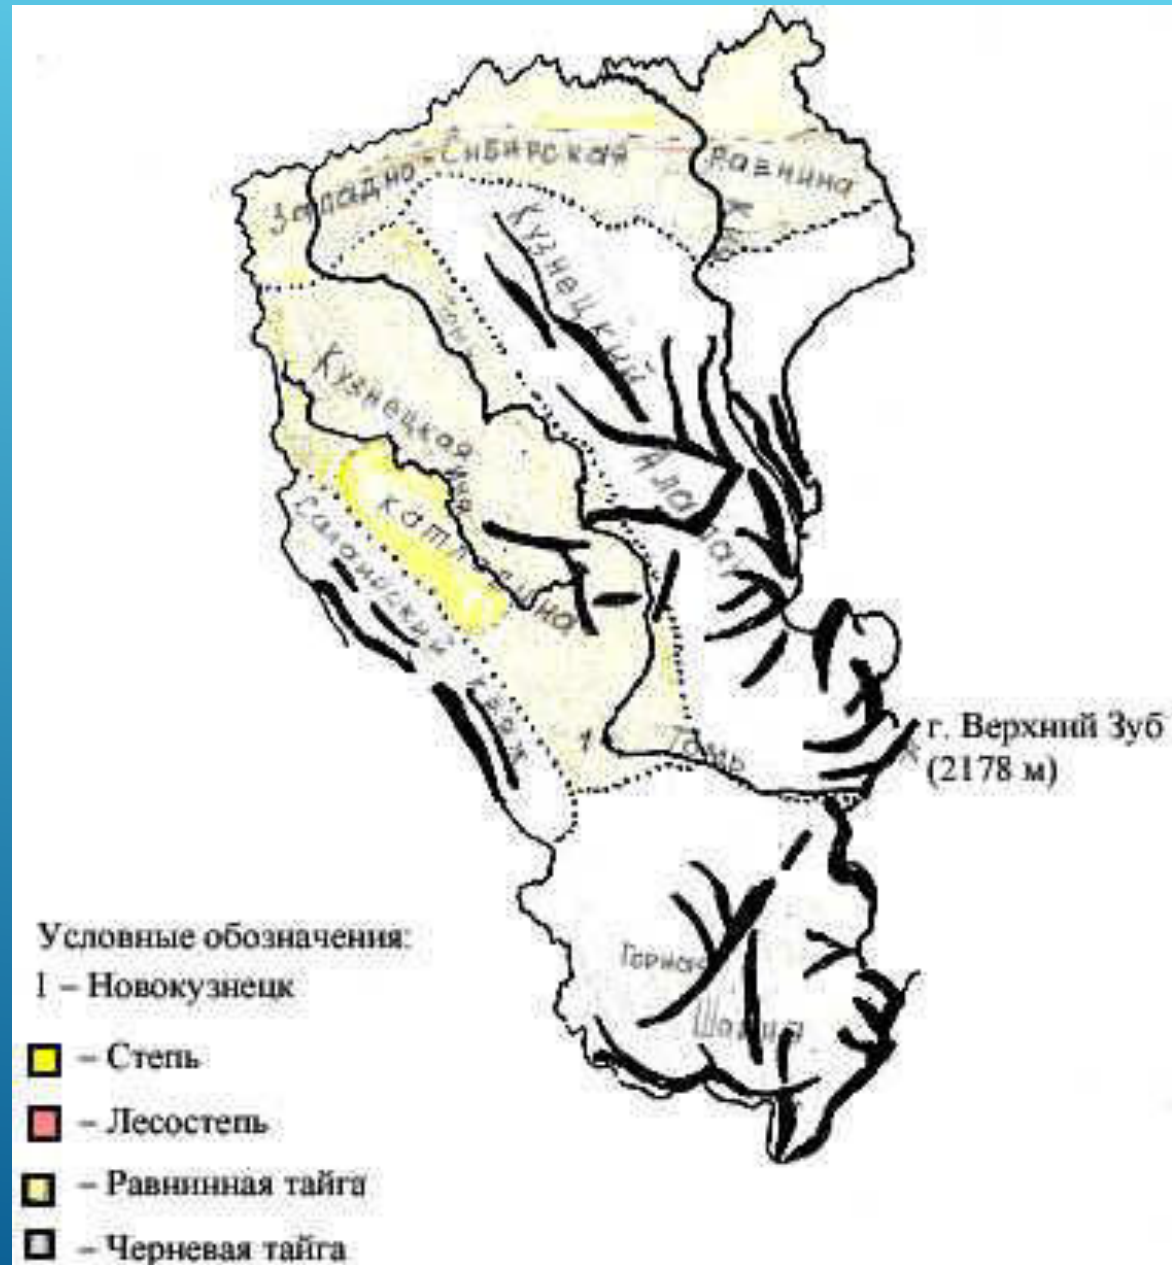 Западно-Сибирская
Равнина
Кузнецкий
Алатау
Кузнецкая
котловина
Салаирский
кряж
1
Томь
г. Верхний Зуб
(2178 м)
Горная
Шория
Условные обозначения:
1 – Новокузнецк
– Степь
– Лесостепь
– Равнинная тайга
– Черневая тайга